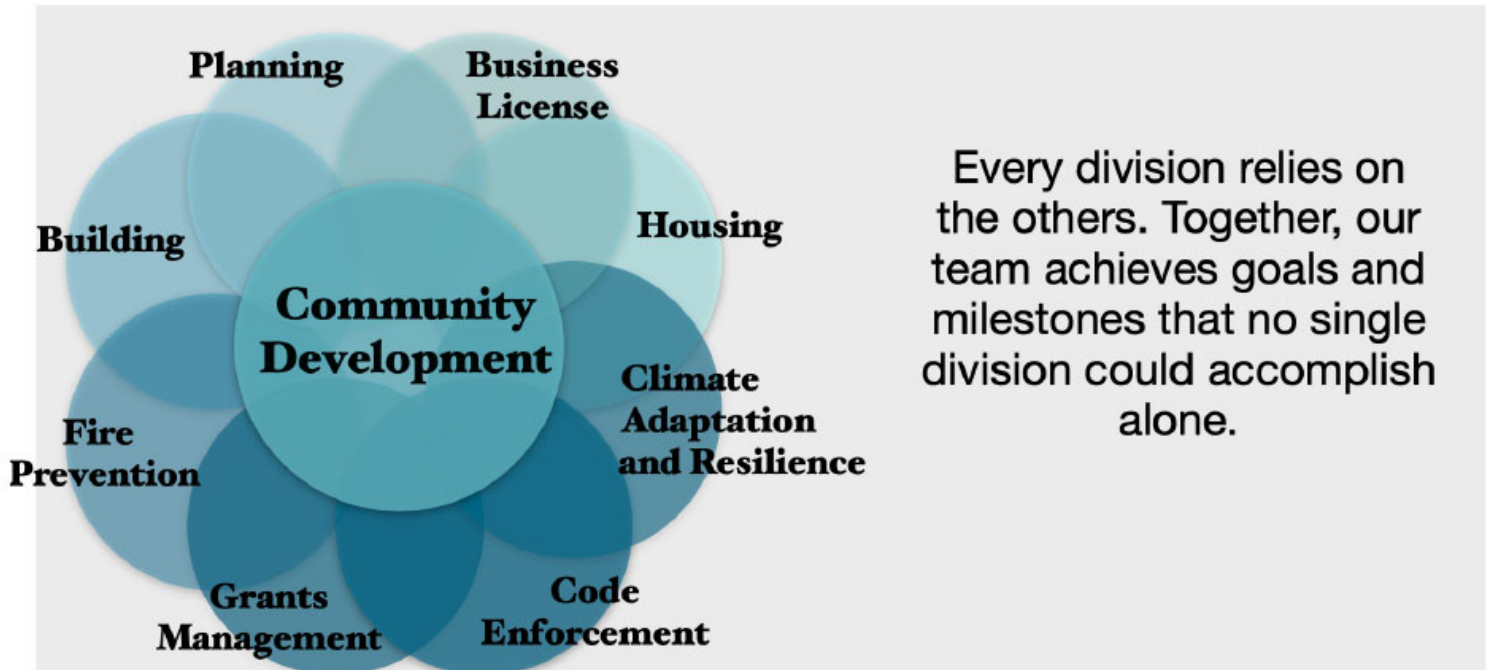 Planning
Business
License
Building
Housing
Community
Development
Climate
Adaptation
and Resilience
Fire
Prevention
Grants
Management
Code
Enforcement
Every division relies on
the others. Together, our
team achieves goals and
milestones that no single
division could accomplish
alone.